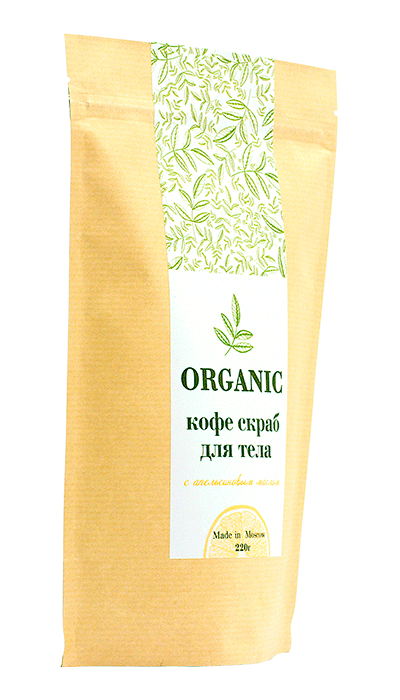 ORGANIC
кофе скраб
для тела
с апельсиновым маслом
Made in Moscow
220г